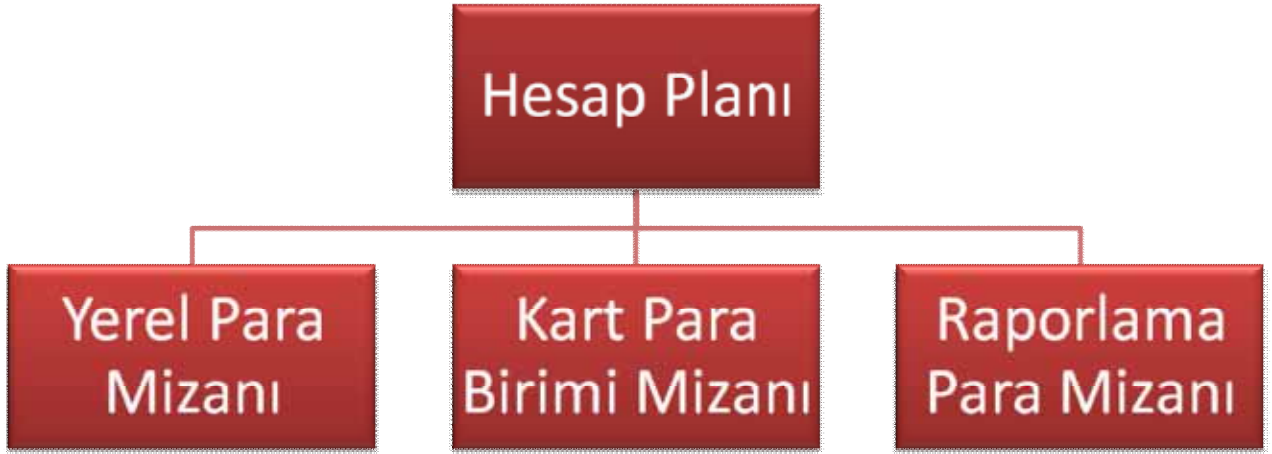 Hesap Planı
Yerel Para
Mizanı
Kart Para
Birimi Mizanı
Raporlama
Para Mizanı